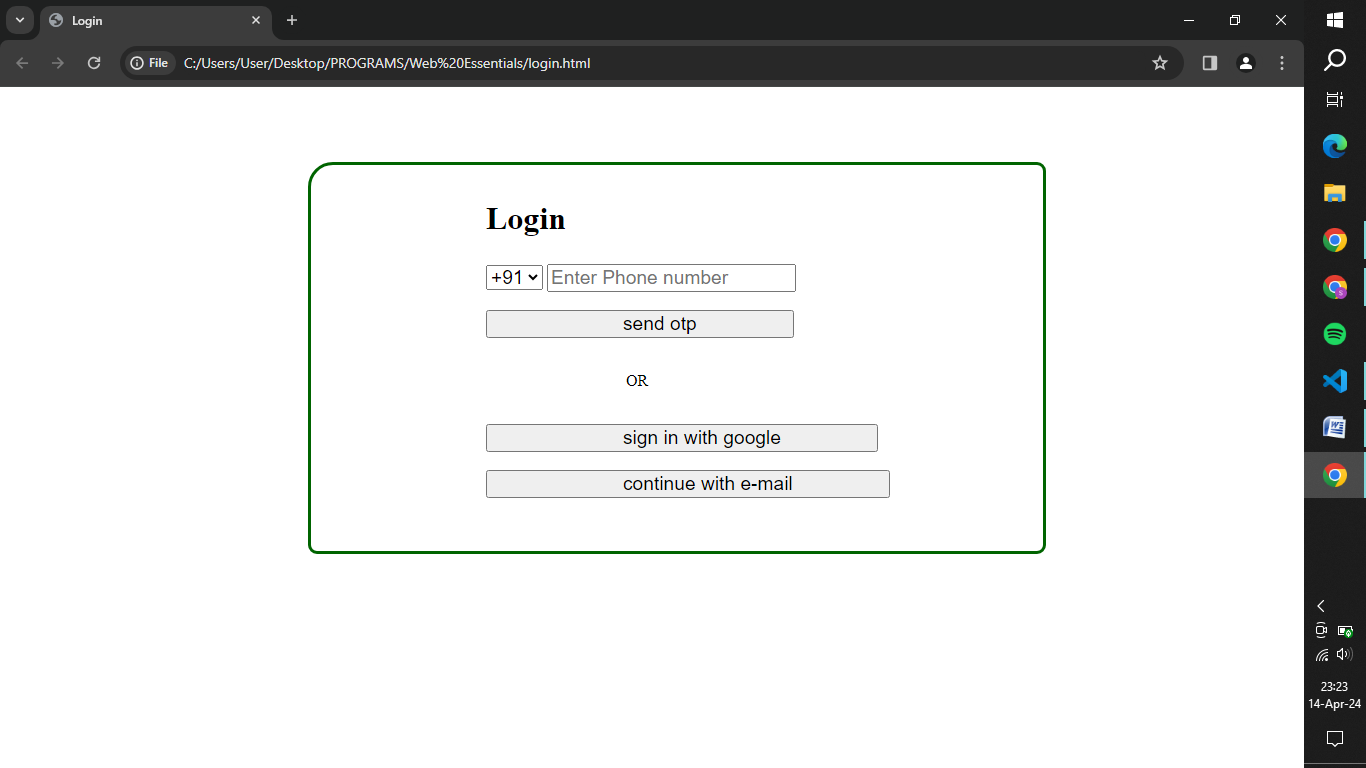 Login
File C:/Users/User/Desktop/PROGRAMS/Web%20Essentials/login.html
Login
+91 Enter Phone number
send otp
OR
sign in with google
continue with e-mail
S
WE
23:23
14-Apr-24